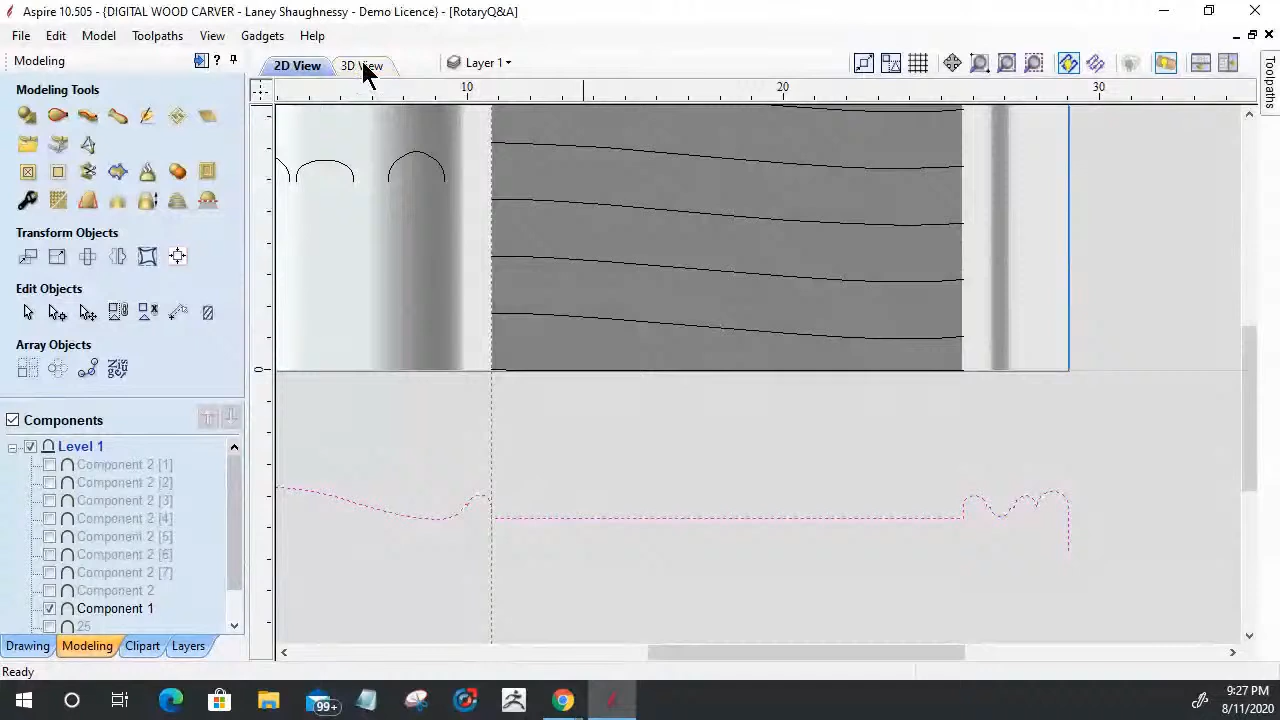 Aspire 10.505 - {DIGITAL WOOD CARVER - Laney Shaughnessy - Demo Licence} - [RotaryQ&A]
File Edit Model Toolpaths View Gadgets Help
Modeling
2D View 3D View Layer 1
Modeling Tools
10 20 30
Toolpaths
Transform Objects
Edit Objects
Array Objects
0
Components
Level 1
Component 2 [1]
Component 2 [2]
Component 2 [3]
Component 2 [4]
Component 2 [5]
Component 2 [6]
Component 2 [7]
Component 2
Component 1
25
Drawing Modeling Clipart Layers
Ready
99+
9:27 PM
8/11/2020